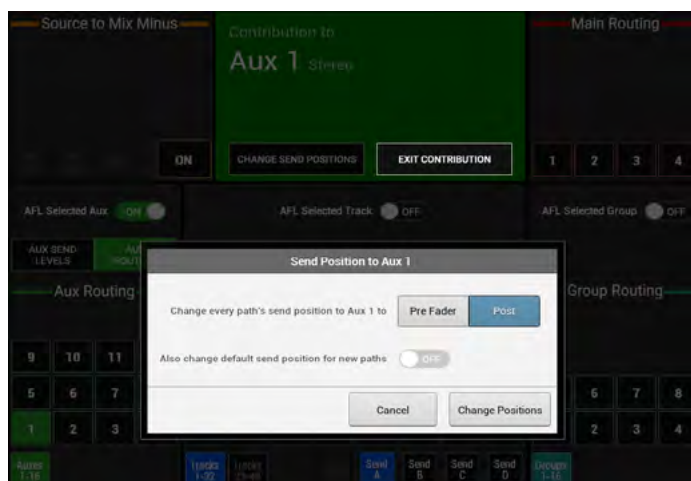 Source to Mix Minus
Contribution to
Main Routing
Aux 1 Stereo
ON
CHANGE SEND POSITIONS
EXIT CONTRIBUTION
1 2 3 4
AFL Selected Aux ON
AFL Selected Track OFF
AFL Selected Group OFF
AUX SEND
LEVELS
Send Position to Aux 1
Aux Routing
Group Routing
Change every path's send position to Aux 1 to
Pre Fader
Post
9 10 11
Also change default send position for new paths
OFF
5 6 7
6 7 8
Cancel
Change Positions
1 2 3
2 3 4
Auxes
1-16
Tracks
1-32
Tracks
Send
A
Send
B
Send
C
Send
D
Groups
1-16